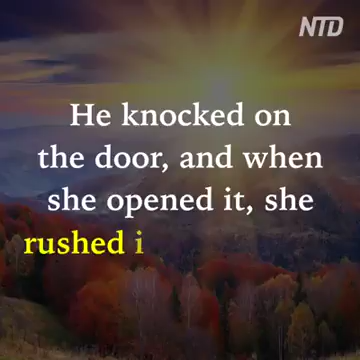 NTD
He knocked on
the door, and when
she opened it, she
rushed i